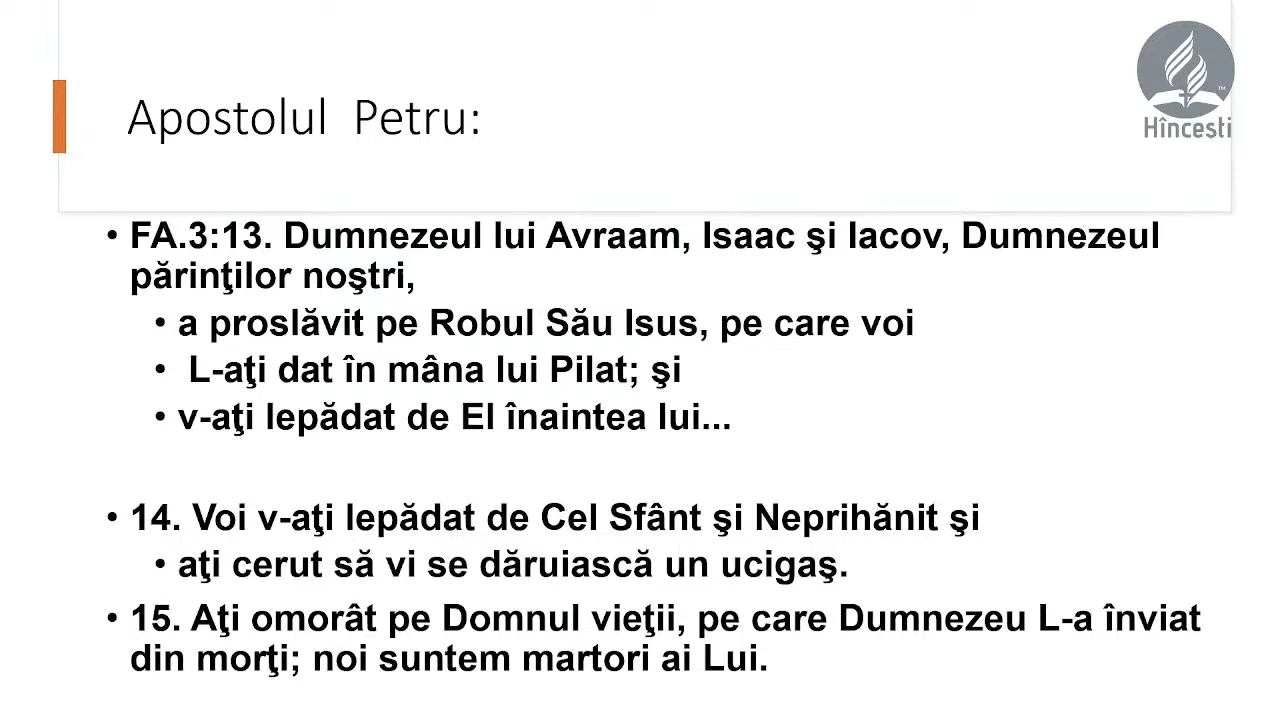 Apostolul Petru:
Hîncești
• FA.3:13. Dumnezeul lui Avraam, Isaac şi Iacov, Dumnezeul
părinţilor noştri,
• a proslăvit pe Robul Său Isus, pe care voi
• L-aţi dat în mâna lui Pilat; şi
• v-aţi lepădat de El înaintea lui...
• 14. Voi v-aţi lepădat de Cel Sfânt şi Neprihănit şi
• aţi cerut să vi se dăruiască un ucigaş.
• 15. Aţi omorât pe Domnul vieţii, pe care Dumnezeu L-a înviat
din morţi; noi suntem martori ai Lui.